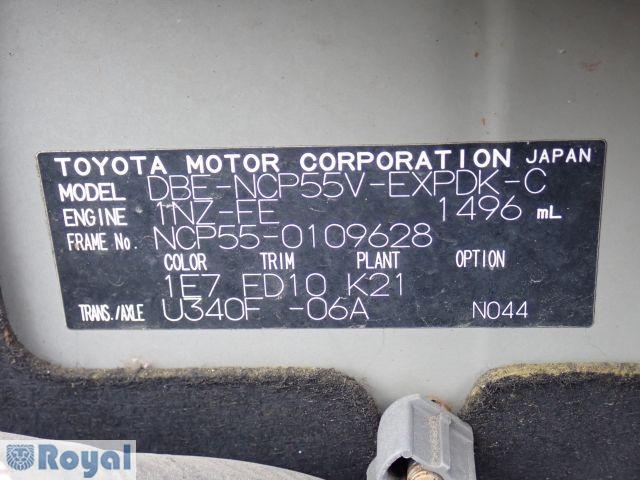 TOYOTA MOTOR CORPORATION JAPAN
MODEL DBE-NCP55V-EXPDK-C
ENGINE 1NZ-FE 1496 mL
FRAME No. NCP55-0109628
COLOR TRIM PLANT OPTION
1E7 FD10 K21
TRANS./AXLE U340F -06A N044
Royal